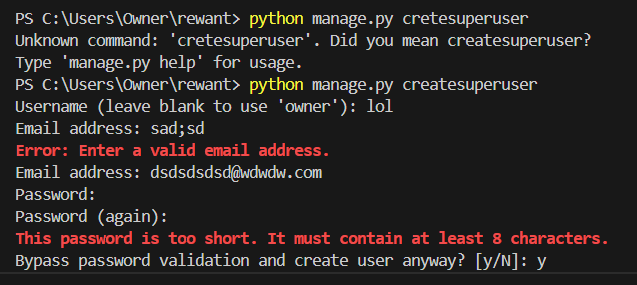 PS C:\Users\Owner\rewant> python manage.py cretesuperuser
Unknown command: 'cretesuperuser'. Did you mean createsuperuser?
Type 'manage.py help' for usage.
PS C:\Users\Owner\rewant> python manage.py createsuperuser
Username (leave blank to use 'owner'): lol
Email address: sad;sd
Error: Enter a valid email address.
Email address: dsdsdsdsd@wdwdw.com
Password:
Password (again):
This password is too short. It must contain at least 8 characters.
Bypass password validation and create user anyway? [y/N]: y